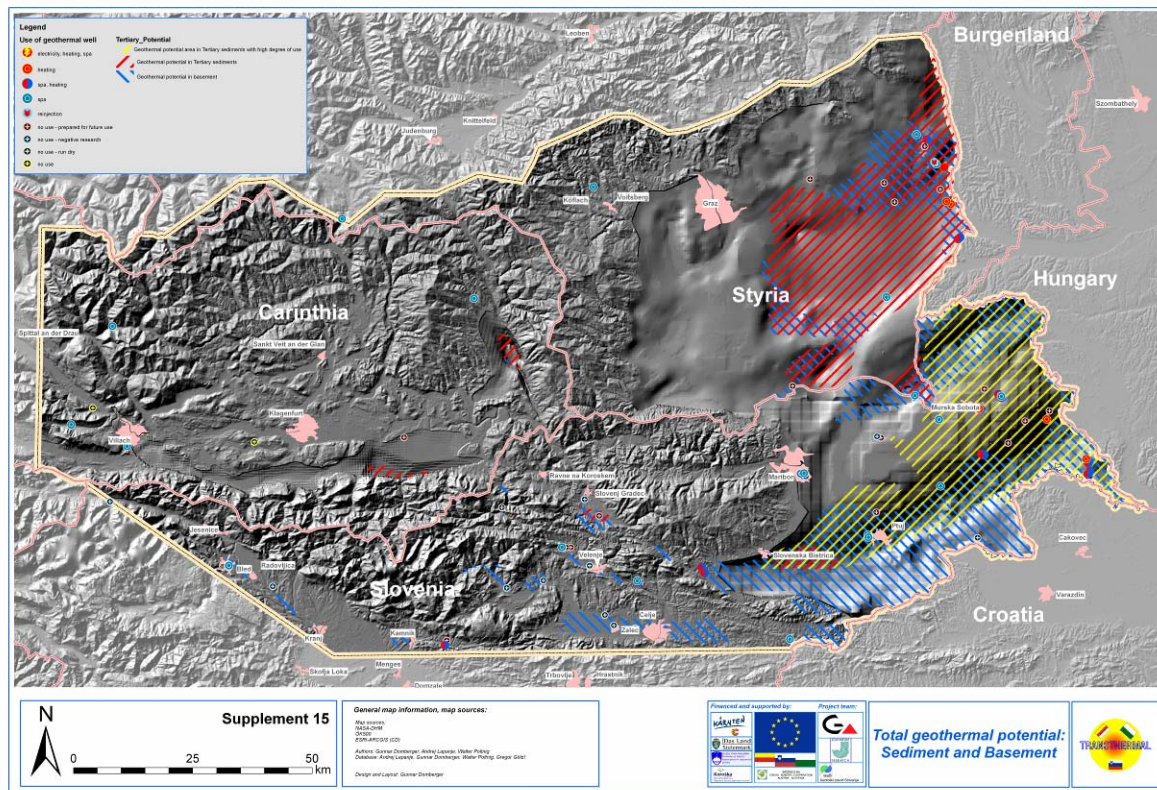 Legend
Use of geothermal well
electricity, heating, spa
heating
spa, heating
spa
reinjection
no use - prepared for future use
no use - negative research
no use - run dry
no use
Tertiary_Potential
Geothermal potential area in Tertiary sediments with high degree of use
Geothermal potential in Tertiary sediments
Geothermal potential in basement
Leoben
Burgenland
Szombathely
Knittelfeld
Judenburg
Köflach
Voitsberg
Graz
Hungary
Styria
Carinthia
Spittal an der Drau
Sankt Veit an der Glan
Klagenfurt
Villach
Murska Sobota
Ravne na Koroskem
Maribor
Slovenj Gradec
Jesenice
Ptuj
Cakovec
Velenje
Slovenska Bistrica
Radovljica
Bled
Slovenia
Varazdin
Croatia
Celje
Zalec
Kranj
Kamnik
Skofja Loka
Menges
Trbovlje
Hrastnik
Domzale
N
Supplement 15
0 25 50
km
General map information, map sources:
Map sources:
NASA-DHM
ÖK500
ESRI-ARCGIS (CD)
Authors: Gunnar Domberger, Andrej Lapanje, Walter Poltnig
Database: Andrej Lapanje, Gunnar Domberger, Walter Poltnig, Gregor Götzl
Design and Layout: Gunnar Domberger
Financed and supported by:
Project team:
KÄRNTEN
Das Land
Steiermark
GA
Total geothermal potential:
Sediment and Basement
TRANSTHERMAL